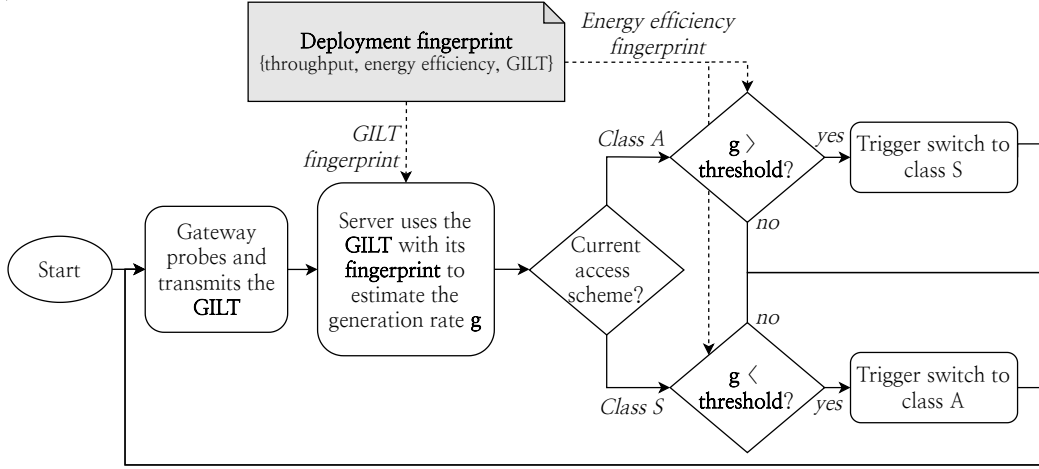 Deployment fingerprint
{throughput, energy efficiency, GILT}
Energy efficiency
fingerprint
GILT
fingerprint
Start
Gateway
probes and
transmits the
GILT
Server uses the
GILT with its
fingerprint to
estimate the
generation rate g
Current
access
scheme?
Class A
g 〉
threshold?
yes
Trigger switch to
class S
no
no
Class S
g 〈
threshold?
yes
Trigger switch to
class A